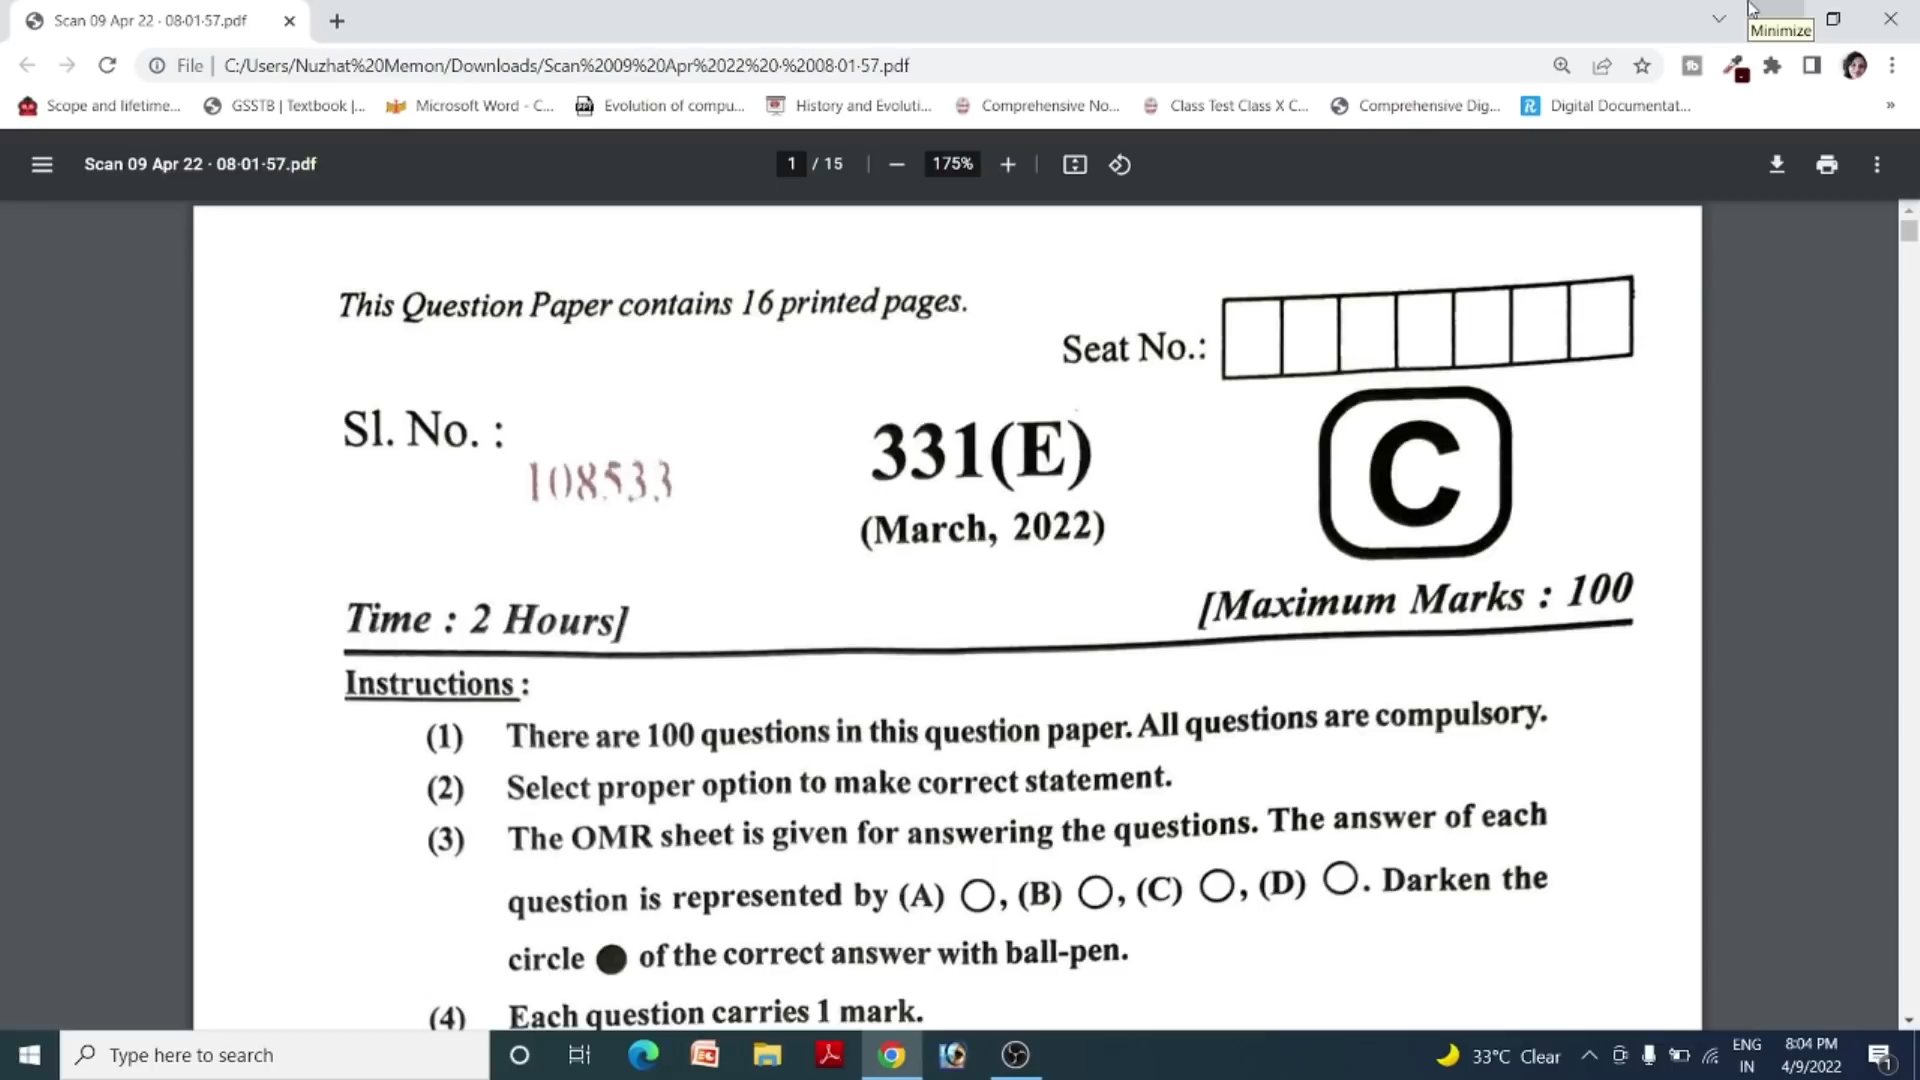 Scan 09 Apr 22 · 08·01·57.pdf
Minimize
File C:/Users/Nuzhat%20Memon/Downloads/Scan%2009%20Apr%2022%20·%2008·01·57.pdf
Scope and lifetime... GSSTB | Textbook |... Microsoft Word - C... Evolution of compu... History and Evoluti... Comprehensive No... Class Test Class X C... Comprehensive Dig... Digital Documentat... »
Scan 09 Apr 22 · 08·01·57.pdf 1 / 15 175%
This Question Paper contains 16 printed pages.
Seat No.:
Sl. No. :
108533
331(E)
C
(March, 2022)
Time : 2 Hours]
[Maximum Marks : 100
Instructions :
(1) There are 100 questions in this question paper. All questions are compulsory.
(2) Select proper option to make correct statement.
(3) The OMR sheet is given for answering the questions. The answer of each
question is represented by (A) O, (B) O, (C) O, (D) O. Darken the
circle ● of the correct answer with ball-pen.
(4) Each question carries 1 mark.
Type here to search
33°C Clear
ENG
IN
8:04 PM
4/9/2022
1